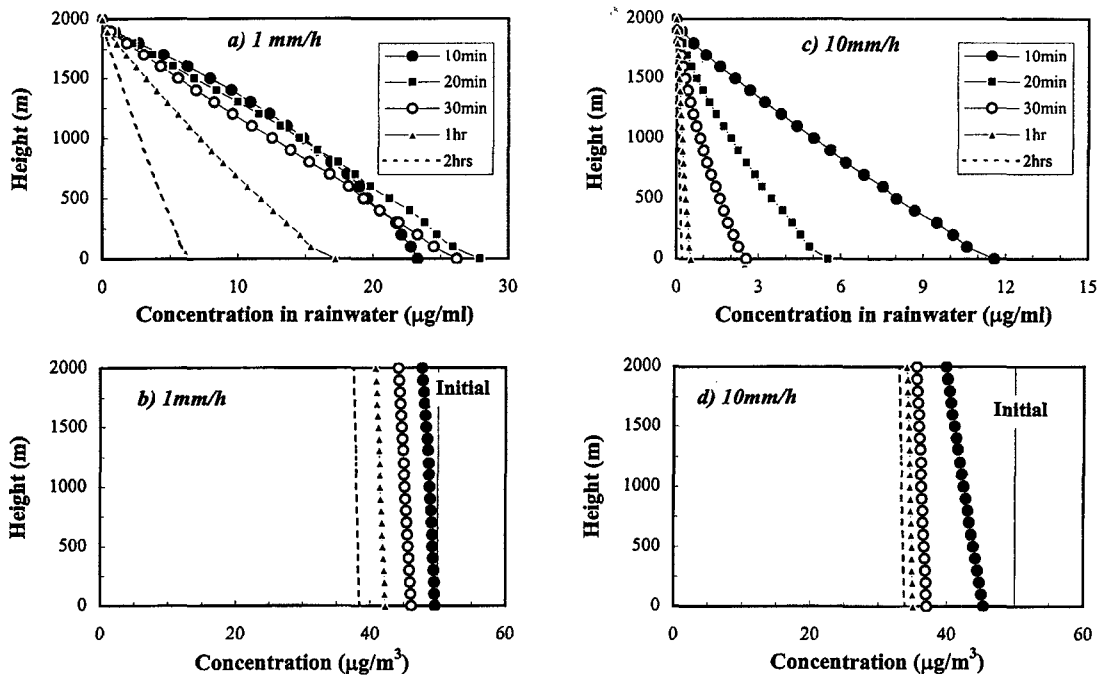 a) 1 mm/h
10min
20min
30min
1hr
2hrs
Height (m)
2000
1500
1000
500
0
0 10 20 30
Concentration in rainwater (μg/ml)
c) 10mm/h
10min
20min
30min
1hr
2hrs
Height (m)
2000
1500
1000
500
0
0 3 6 9 12 15
Concentration in rainwater (μg/ml)
b) 1mm/h
Initial
Height (m)
2000
1500
1000
500
0
0 20 40 60
Concentration (μg/m³)
d) 10mm/h
Initial
Height (m)
2000
1500
1000
500
0
0 20 40 60
Concentration (μg/m³)